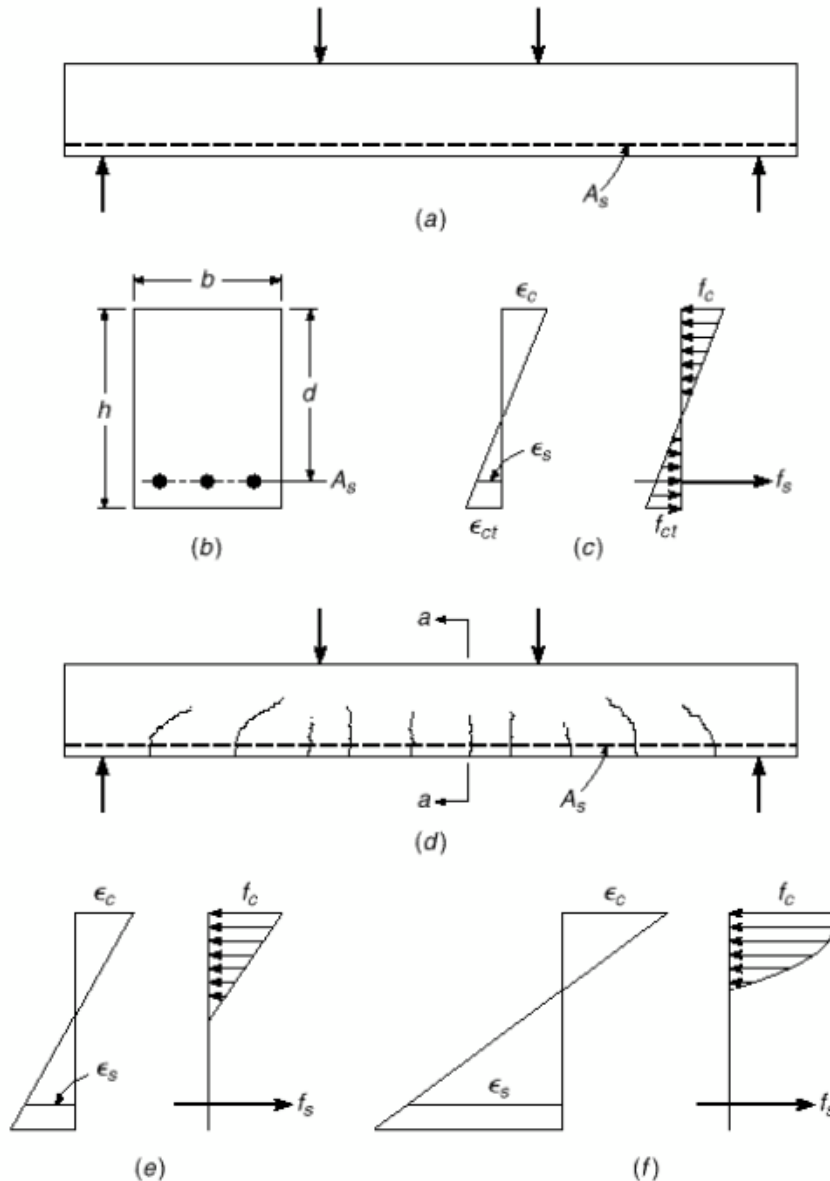 A_s
(a)
b
h
d
A_s
(b)
ϵ_c
ϵ_s
ϵ_ct
f_c
f_s
f_ct
(c)
a
a
A_s
(d)
ϵ_c
ϵ_s
f_c
f_s
(e)
ϵ_c
ϵ_s
f_c
f_s
(f)